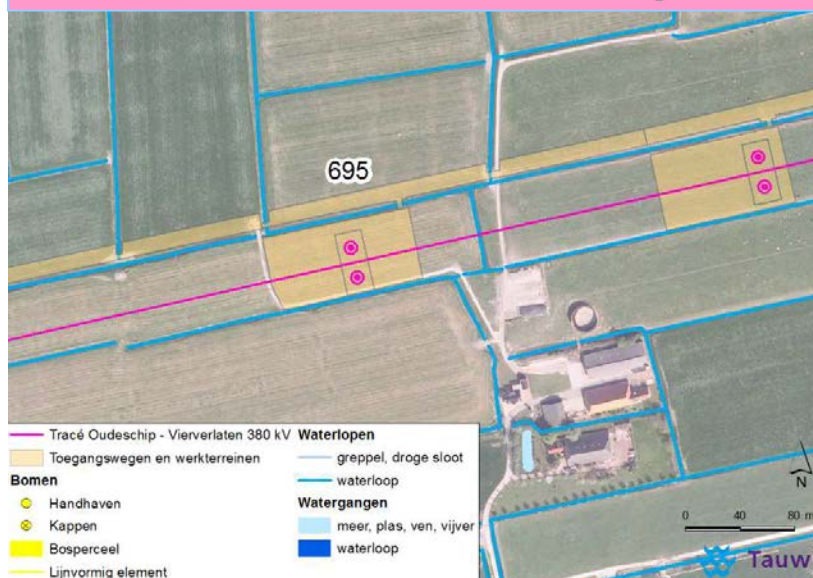 695
Tracé Oudeschip - Vierverlaten 380 kV
Toegangswegen en werkterreinen
Bomen
Handhaven
Kappen
Bosperceel
Lijnvormig element
Waterlopen
greppel, droge sloot
waterloop
Watergangen
meer, plas, ven, vijver
waterloop
N
0 40 80 m
Tauw